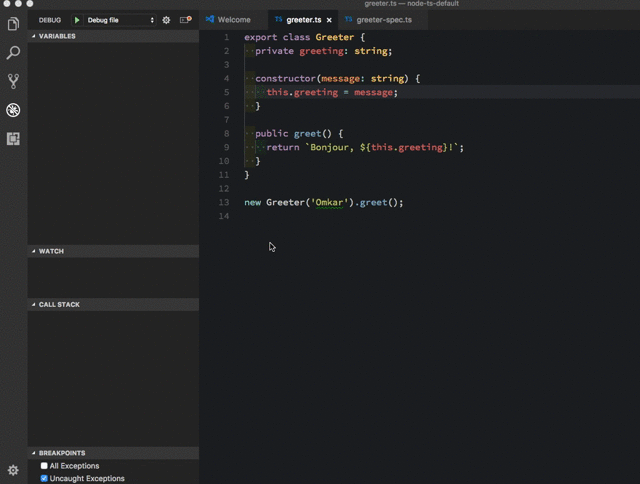 greeter.ts — node-ts-default
DEBUG Debug file
Welcome
greeter.ts
greeter-spec.ts
VARIABLES
WATCH
CALL STACK
BREAKPOINTS
All Exceptions
Uncaught Exceptions
1 export class Greeter {
2 private greeting: string;
3
4 constructor(message: string) {
5 this.greeting = message;
6 }
7
8 public greet() {
9 return `Bonjour, ${this.greeting}!`;
10 }
11 }
12
13 new Greeter('Omkar').greet();
14